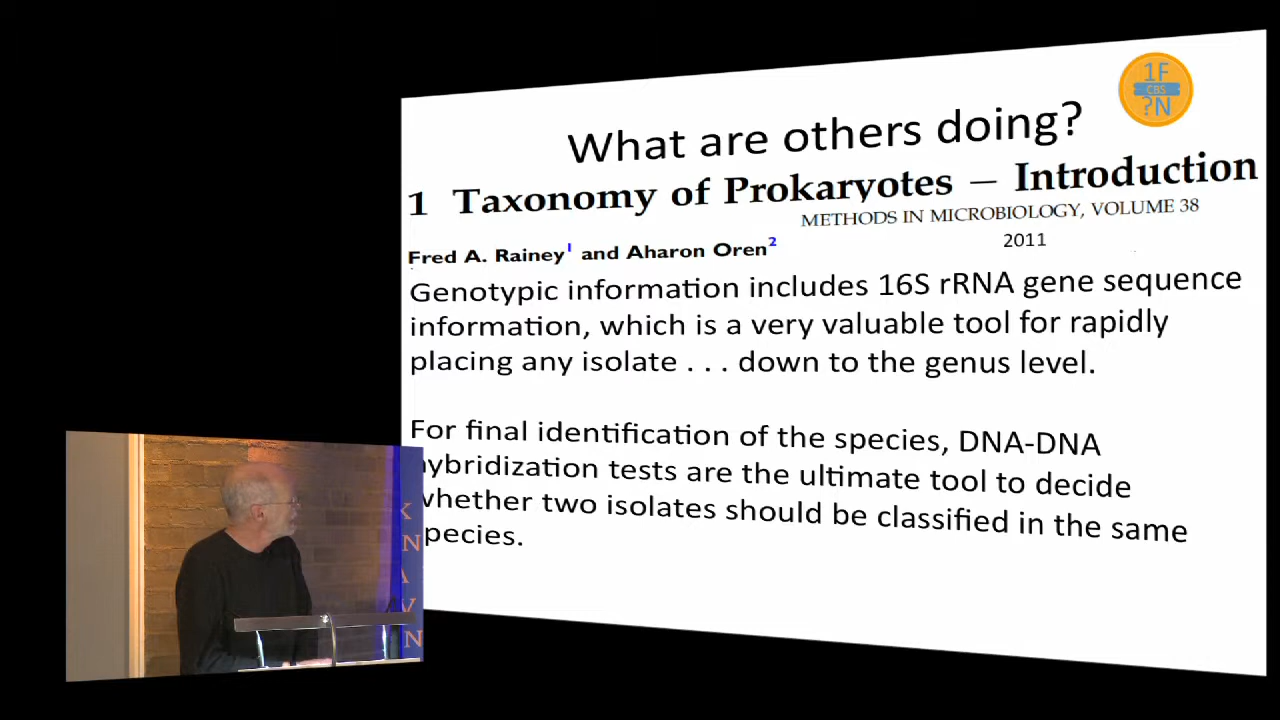 1F
CBS
?N
What are others doing?
1 Taxonomy of Prokaryotes – Introduction
METHODS IN MICROBIOLOGY, VOLUME 38
Fred A. Rainey1 and Aharon Oren2
2011
Genotypic information includes 16S rRNA gene sequence
information, which is a very valuable tool for rapidly
placing any isolate . . . down to the genus level.
For final identification of the species, DNA-DNA
hybridization tests are the ultimate tool to decide
whether two isolates should be classified in the same
species.
K
N
A
W
N